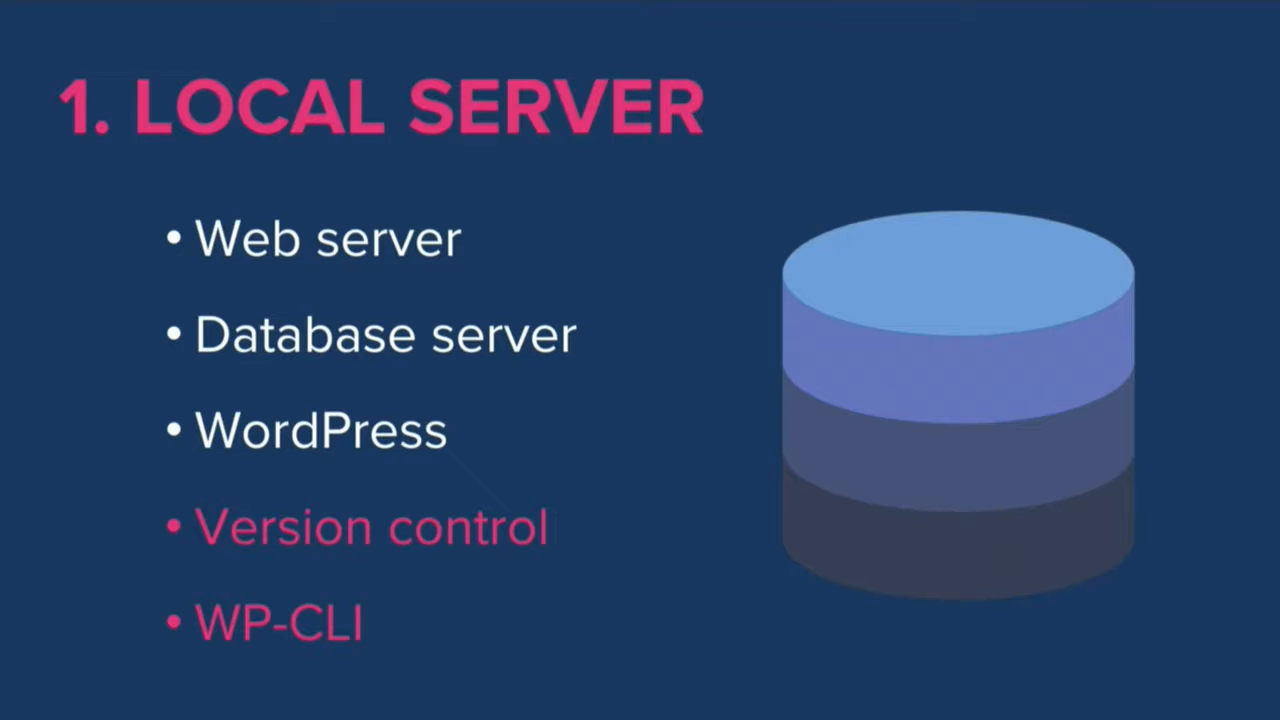 1. LOCAL SERVER
• Web server
• Database server
• WordPress
• Version control
• WP-CLI